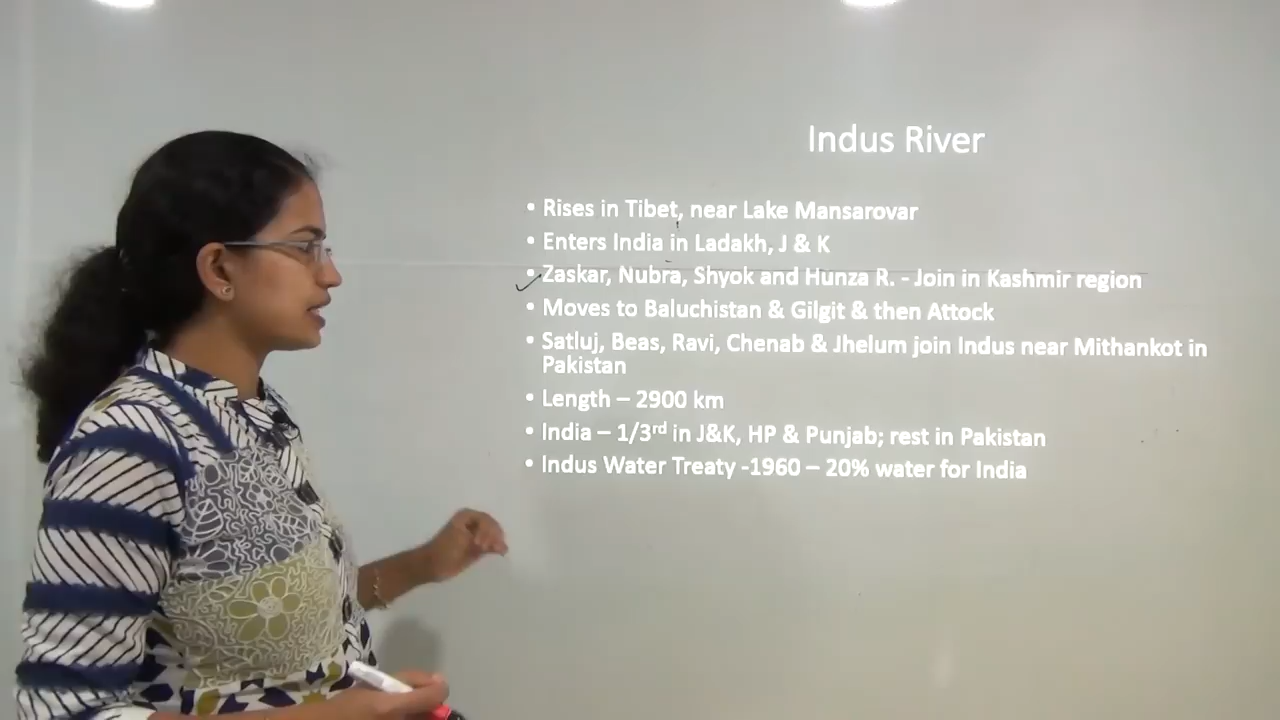 Indus River
• Rises in Tibet, near Lake Mansarovar
• Enters India in Ladakh, J & K
• Zaskar, Nubra, Shyok and Hunza R. - Join in Kashmir region
• Moves to Baluchistan & Gilgit & then Attock
• Satluj, Beas, Ravi, Chenab & Jhelum join Indus near Mithankot in
Pakistan
• Length – 2900 km
• India – 1/3rd in J&K, HP & Punjab; rest in Pakistan
• Indus Water Treaty -1960 – 20% water for India